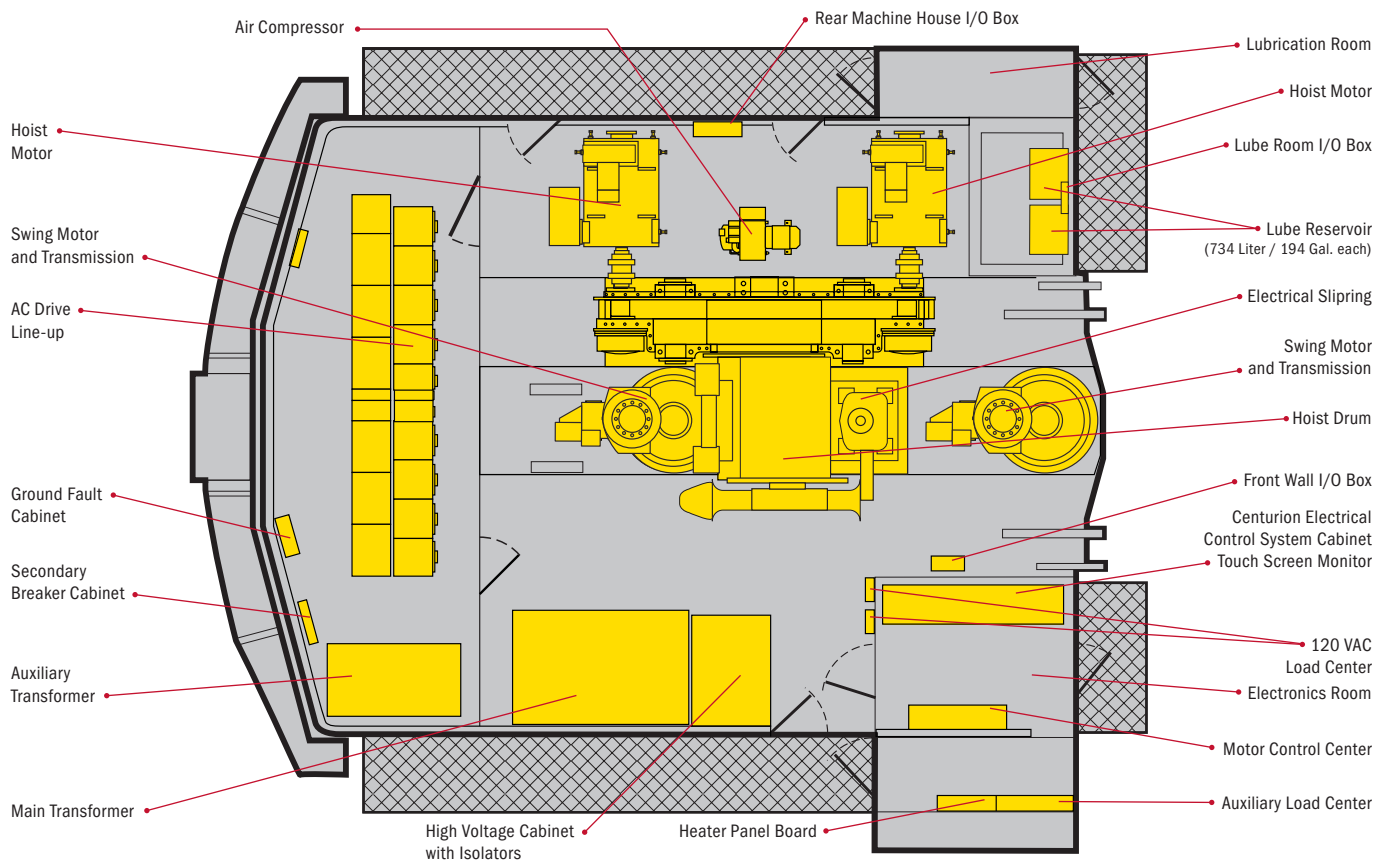 Air Compressor
Rear Machine House I/O Box
Lubrication Room
Hoist Motor
Lube Room I/O Box
Lube Reservoir
(734 Liter / 194 Gal. each)
Electrical Slipring
Swing Motor
and Transmission
Hoist Drum
Front Wall I/O Box
Centurion Electrical
Control System Cabinet
Touch Screen Monitor
120 VAC
Load Center
Electronics Room
Motor Control Center
Auxiliary Load Center
Hoist
Motor
Swing Motor
and Transmission
AC Drive
Line-up
Ground Fault
Cabinet
Secondary
Breaker Cabinet
Auxiliary
Transformer
Main Transformer
High Voltage Cabinet
with Isolators
Heater Panel Board